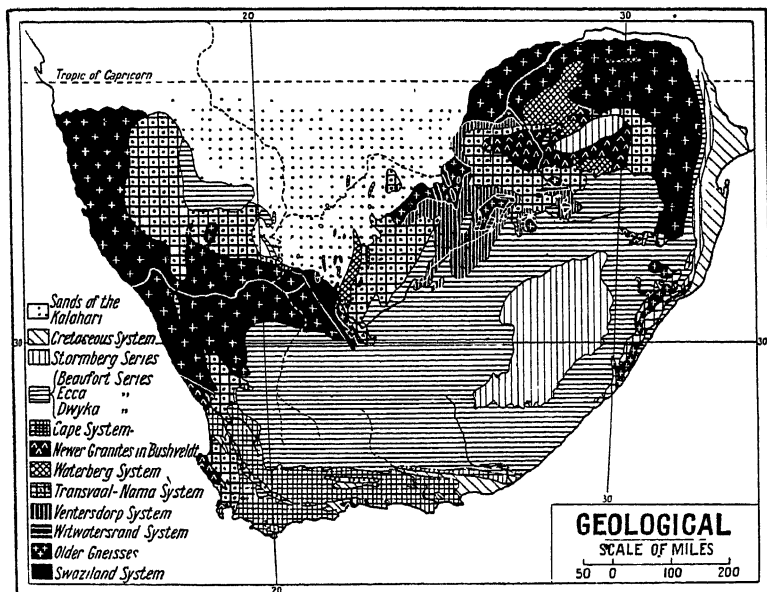 20
30
Tropic of Capricorn
Sands of the
Kalahari
Cretaceous System
30
30
Stormberg Series
Beaufort Series
Ecca "
Dwyka "
Cape System
Newer Granites in Bushveldt
Waterberg System
Transvaal-Nama System
Ventersdorp System
Witwatersrand System
Older Gneisses
Swaziland System
30
GEOLOGICAL
SCALE OF MILES
50 0 100 200
20